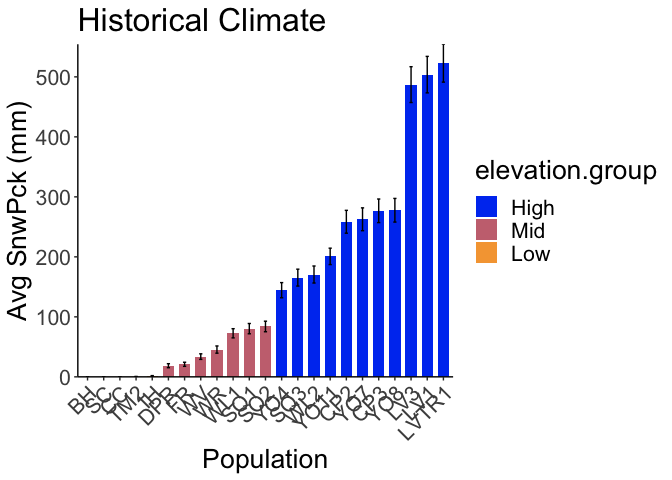 Historical Climate
Avg SnwPck (mm)
500
400
300
200
100
0
BH
SC
CC
TM2
IH
DPR
FR
WV
WR
WL1
SQ1
SQ2
YO4
SQ3
WL2
YO11
CP2
YO7
CP3
YO8
LV3
LV1
LVTR1
Population
elevation.group
High
Mid
Low